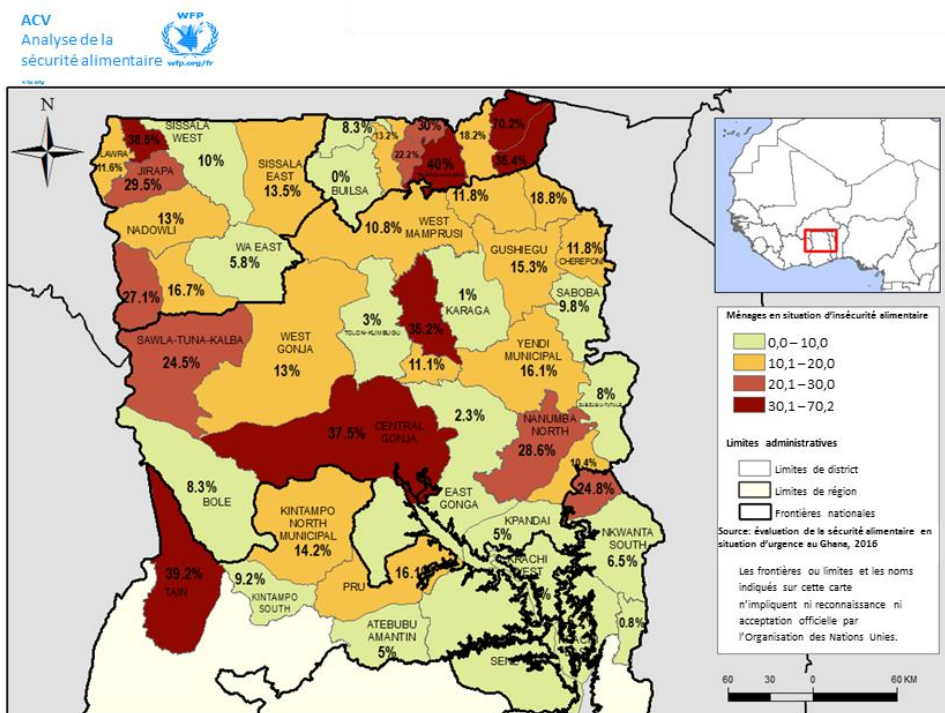 ACV
Analyse de la
sécurité alimentaire
WFP
wfp.org/fr
N
SISSALA
WEST
10%
38.5%
LAWRA
11.6%
JIRAPA
29.5%
SISSALA
EAST
13.5%
8.3%
0%
BUILSA
13.2%
22.2%
30%
40%
18.2%
70.2%
36.4%
13%
NADOWLI
WA EAST
5.8%
27.1%
16.7%
10.8%
WEST
MAMPRUSI
11.8%
18.8%
GUSHIEGU
15.3%
11.8%
CHEREPONI
SABOBA
9.8%
1%
KARAGA
3%
TOLON-KUMBUGU
35.2%
11.1%
SAWLA-TUNA-KALBA
24.5%
WEST
GONJA
13%
YENDI
MUNICIPAL
16.1%
8%
37.5%
CENTRAL
GONJA
2.3%
NANUMBA
NORTH
28.6%
10.4%
24.8%
8.3%
BOLE
EAST
GONGA
KINTAMPO
NORTH
MUNICIPAL
14.2%
KPANDAI
5%
NKWANTA
SOUTH
6.5%
KRACHI
WEST
%
39.2%
TAIN
9.2%
KINTAMPO
SOUTH
PRU
16.1
ATEBUBU
AMANTIN
5%
0.8%
SENE
Ménages en situation d'insécurité alimentaire
0,0 – 10,0
10,1 – 20,0
20,1 – 30,0
30,1 – 70,2
Limites administratives
Limites de district
Limites de région
Frontières nationales
Source: évaluation de la sécurité alimentaire en
situation d'urgence au Ghana, 2016
Les frontières ou limites et les noms
indiqués sur cette carte
n'impliquent ni reconnaissance ni
acceptation officielle par
l'Organisation des Nations Unies.
60 30 0 60 KM